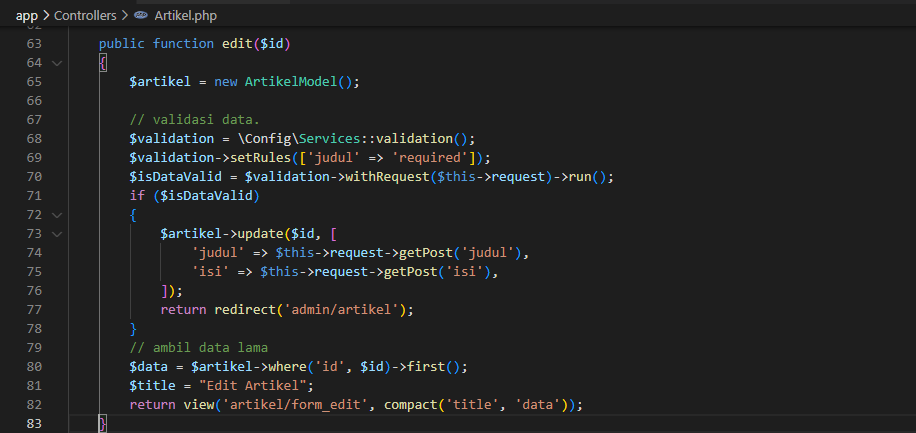 app > Controllers > Artikel.php
62
63 public function edit($id)
64 {
65 $artikel = new ArtikelModel();
66
67 // validasi data.
68 $validation = \Config\Services::validation();
69 $validation->setRules(['judul' => 'required']);
70 $isDataValid = $validation->withRequest($this->request)->run();
71 if ($isDataValid)
72 {
73 $artikel->update($id, [
74 'judul' => $this->request->getPost('judul'),
75 'isi' => $this->request->getPost('isi'),
76 ]);
77 return redirect('admin/artikel');
78 }
79 // ambil data lama
80 $data = $artikel->where('id', $id)->first();
81 $title = "Edit Artikel";
82 return view('artikel/form_edit', compact('title', 'data'));
83 }